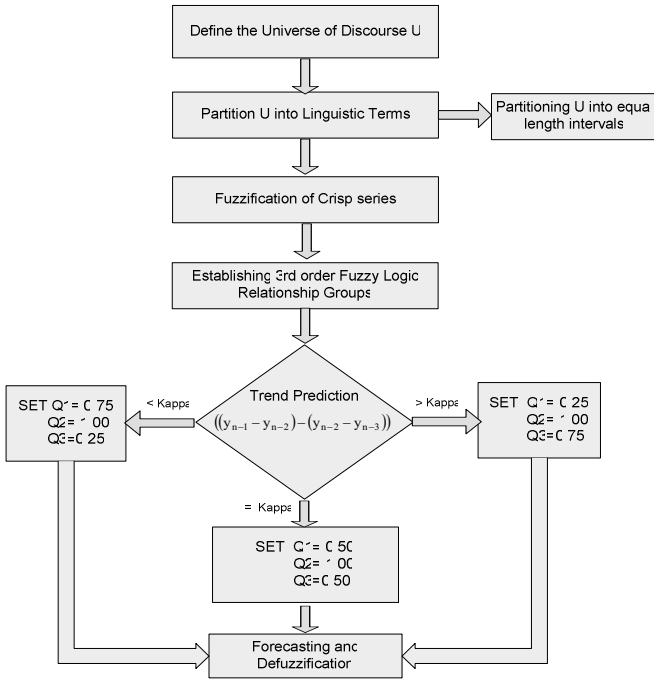 Define the Universe of Discourse U
Partition U into Linguistic Terms
Partitioning U into equa
length intervals
Fuzzification of Crisp series
Establishing 3rd order Fuzzy Logic
Relationship Groups
Trend Prediction
((yn−1 − yn−2) − (yn−2 − yn−3))
< Kappa
> Kappa
= Kappa
SET Q1= 0 75
Q2= 1 00
Q3=0 25
SET Q1= 0 25
Q2= 1 00
Q3=0 75
SET Q1= 0 50
Q2= 1 00
Q3=0 50
Forecasting and
Defuzzification